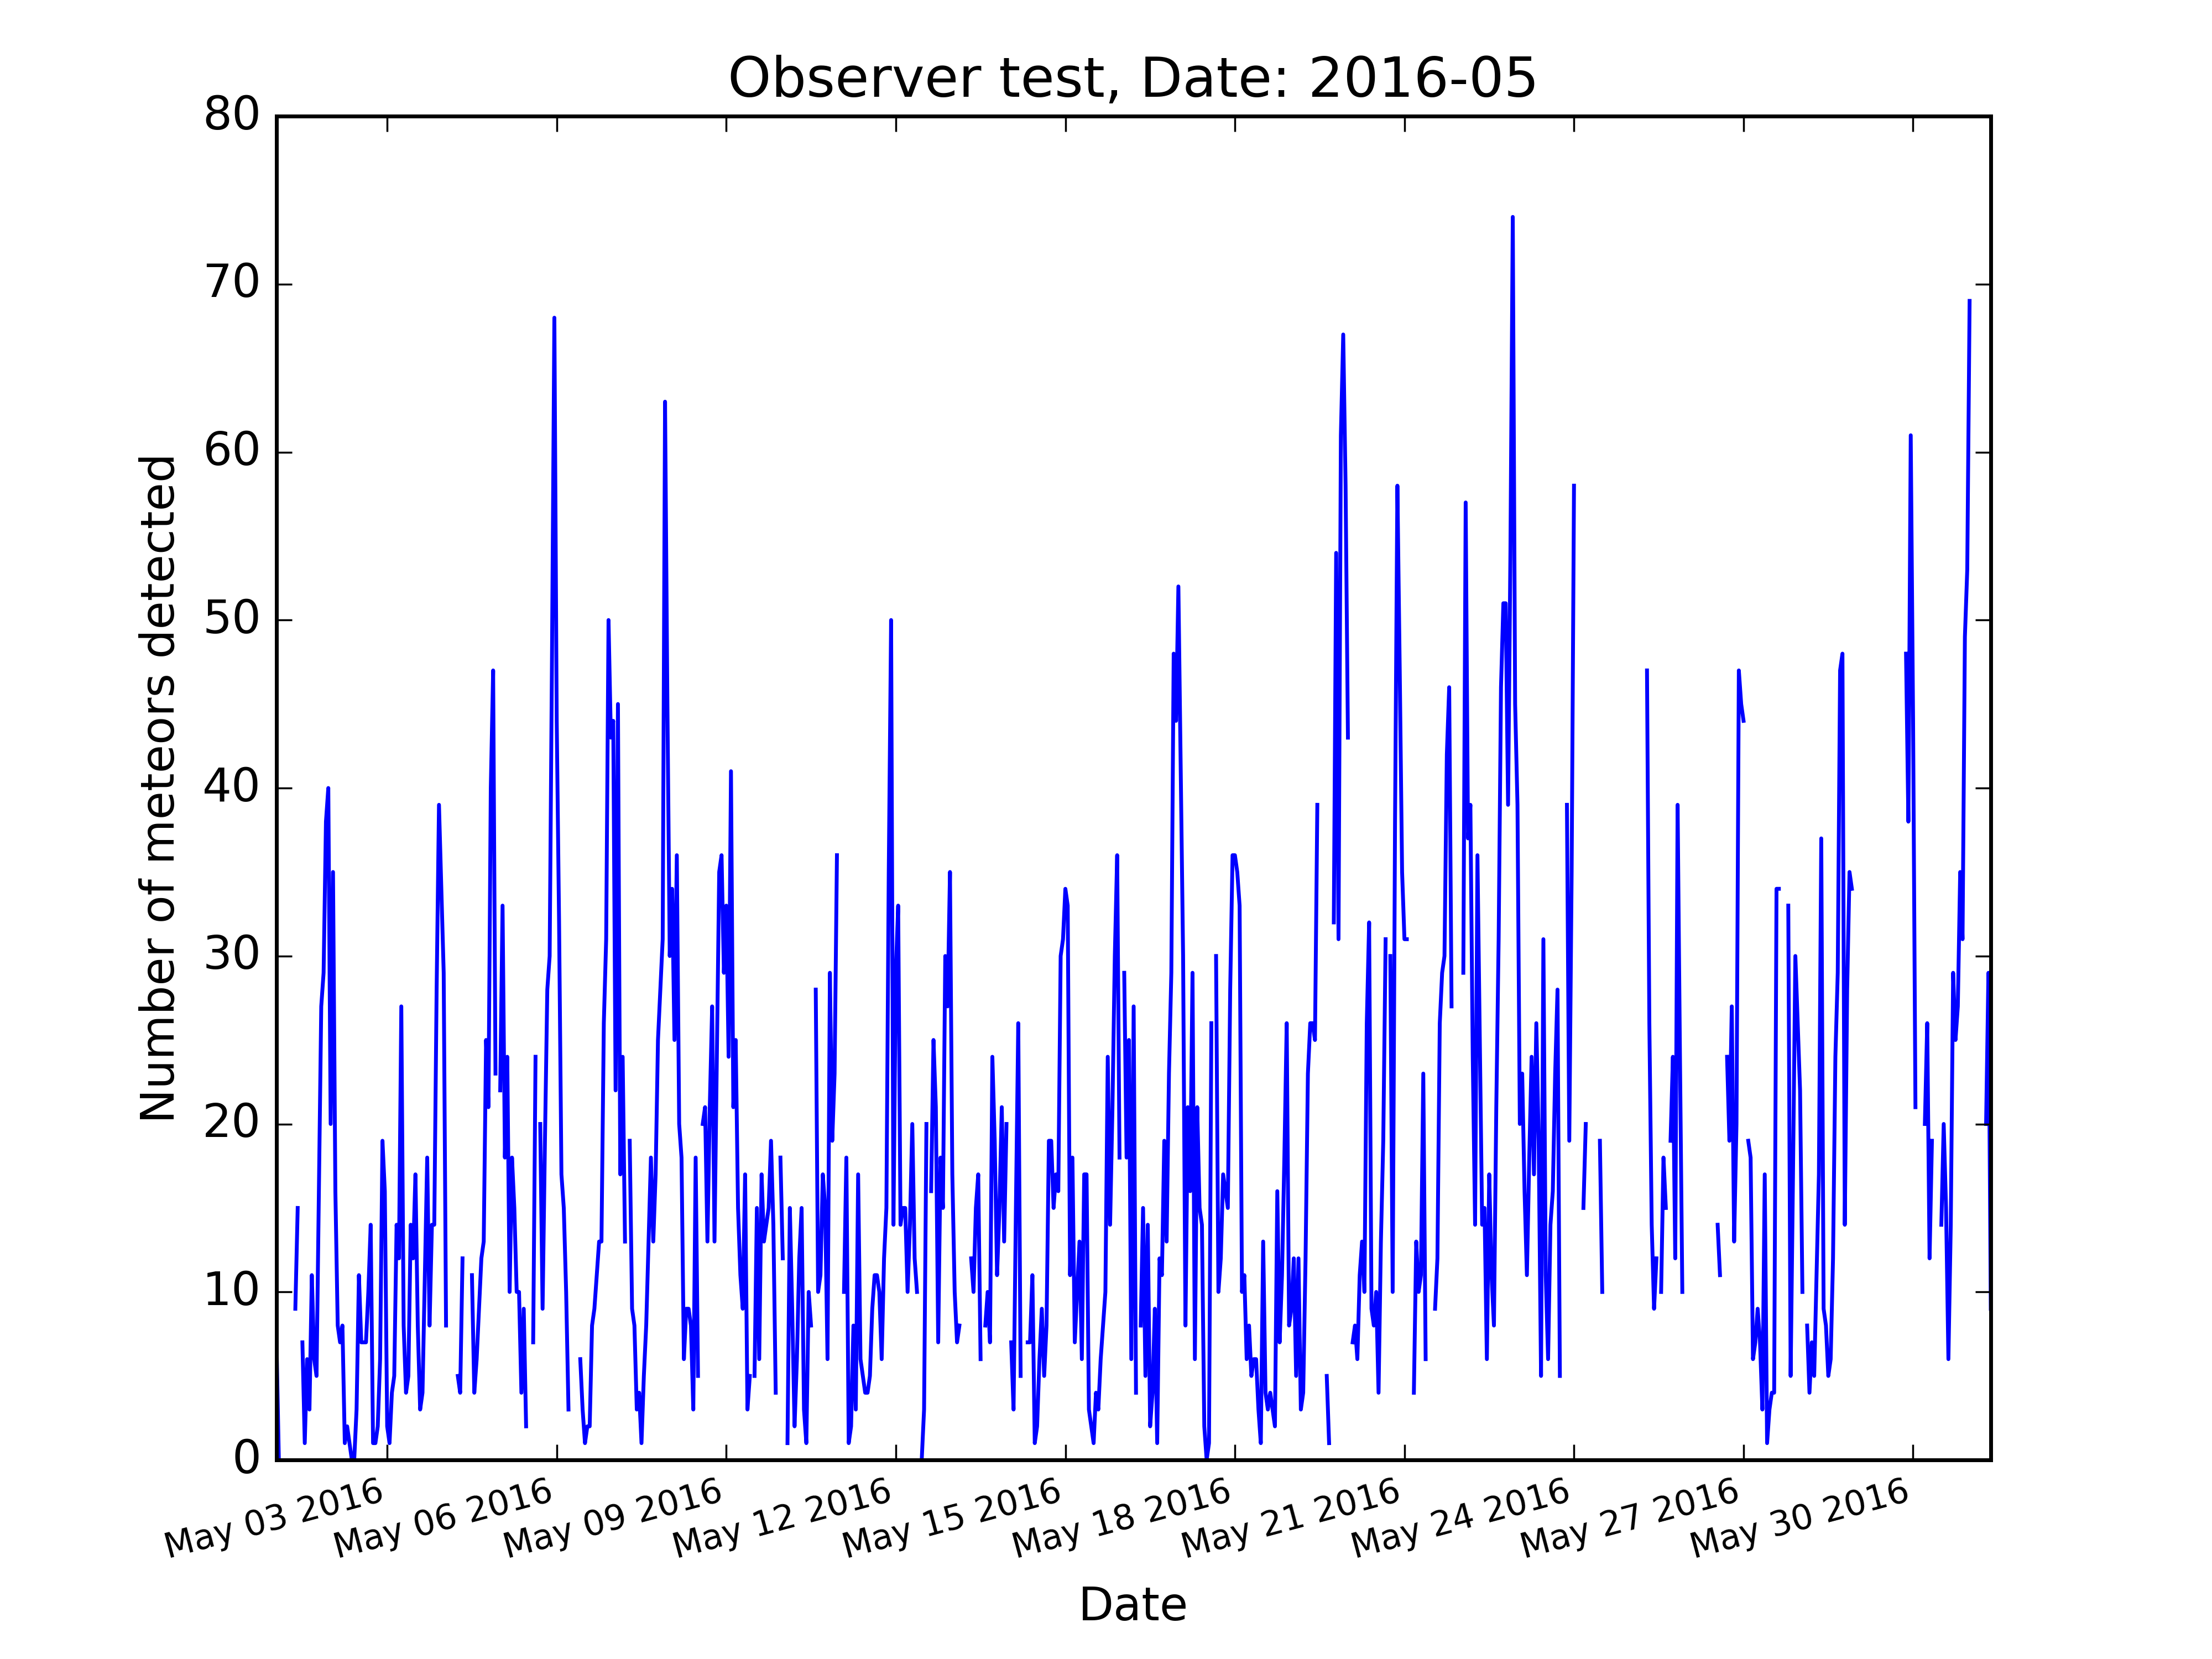 Observer test, Date: 2016-05
80
70
60
50
40
30
20
10
0
Number of meteors detected
May 03 2016
May 06 2016
May 09 2016
May 12 2016
May 15 2016
May 18 2016
May 21 2016
May 24 2016
May 27 2016
May 30 2016
Date